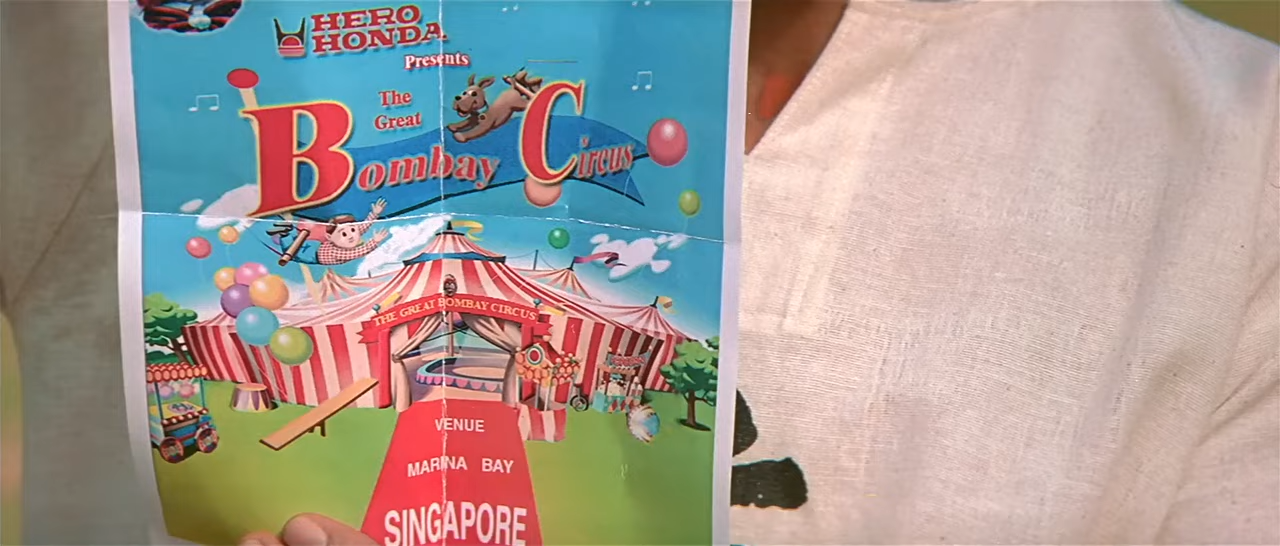 HERO
HONDA
Presents
The
Great
Bombay Circus
THE GREAT BOMBAY CIRCUS
VENUE
MARINA BAY
SINGAPORE